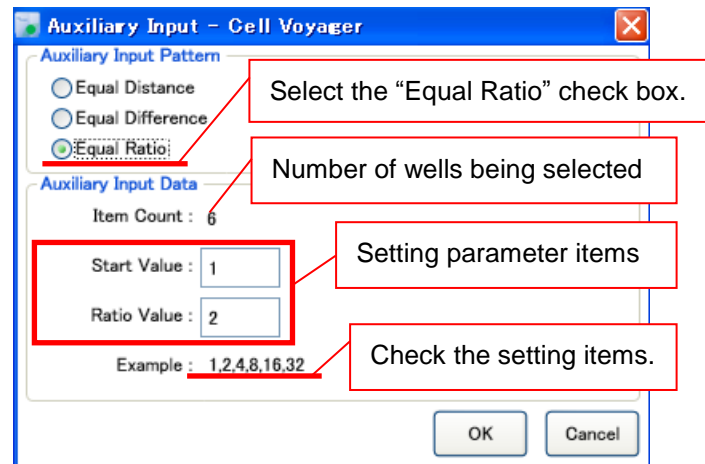 Auxiliary Input - Cell Voyager
Auxiliary Input Pattern
Equal Distance
Select the “Equal Ratio” check box.
Equal Difference
Equal Ratio
Number of wells being selected
Auxiliary Input Data
Item Count : 6
Setting parameter items
Start Value : 1
Ratio Value : 2
Check the setting items.
Example : 1,2,4,8,16,32
OK Cancel